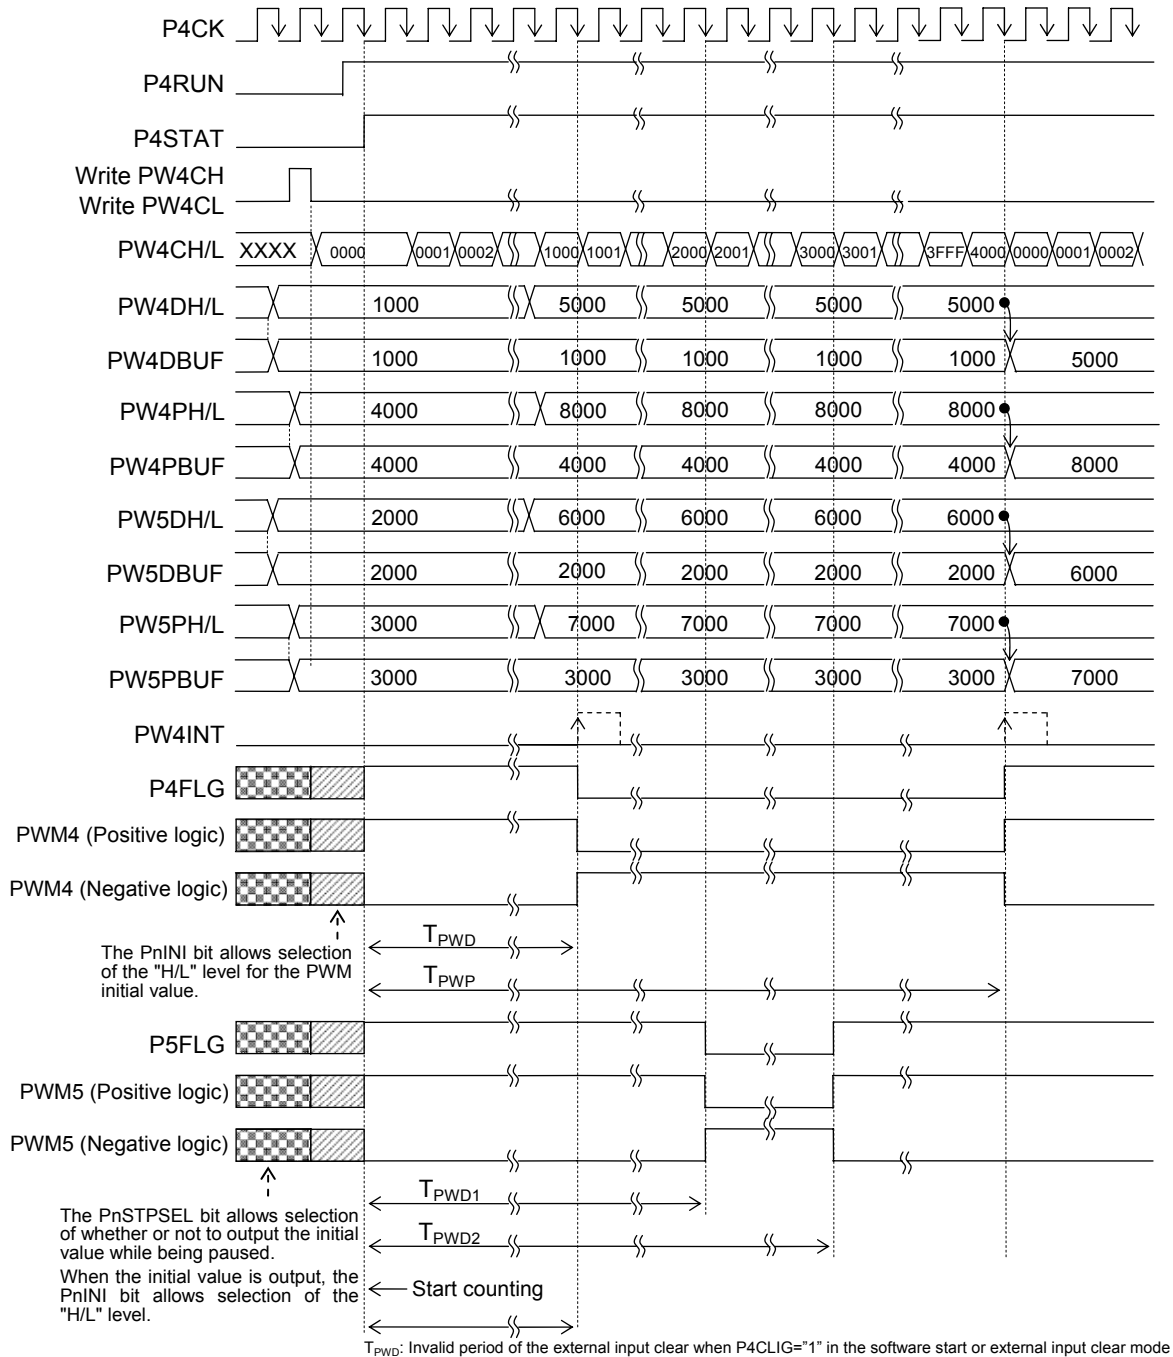 P4CK
P4RUN
P4STAT
Write PW4CH
Write PW4CL
PW4CH/L XXXX 0000 0001 0002 1000 1001 2000 2001 3000 3001 3FFF 4000 0000 0001 0002
PW4DH/L 1000 5000 5000 5000 5000
PW4DBUF 1000 1000 1000 1000 1000 5000
PW4PH/L 4000 8000 8000 8000 8000
PW4PBUF 4000 4000 4000 4000 4000 8000
PW5DH/L 2000 6000 6000 6000 6000
PW5DBUF 2000 2000 2000 2000 2000 6000
PW5PH/L 3000 7000 7000 7000 7000
PW5PBUF 3000 3000 3000 3000 3000 7000
PW4INT
P4FLG
PWM4 (Positive logic)
PWM4 (Negative logic)
The PnINI bit allows selection
of the "H/L" level for the PWM
initial value.
TPWD
TPWP
P5FLG
PWM5 (Positive logic)
PWM5 (Negative logic)
TPWD1
The PnSTPSEL bit allows selection
of whether or not to output the initial
value while being paused.
TPWD2
When the initial value is output, the
PnINI bit allows selection of the
"H/L" level.
Start counting
TPWD: Invalid period of the external input clear when P4CLIG="1" in the software start or external input clear mode